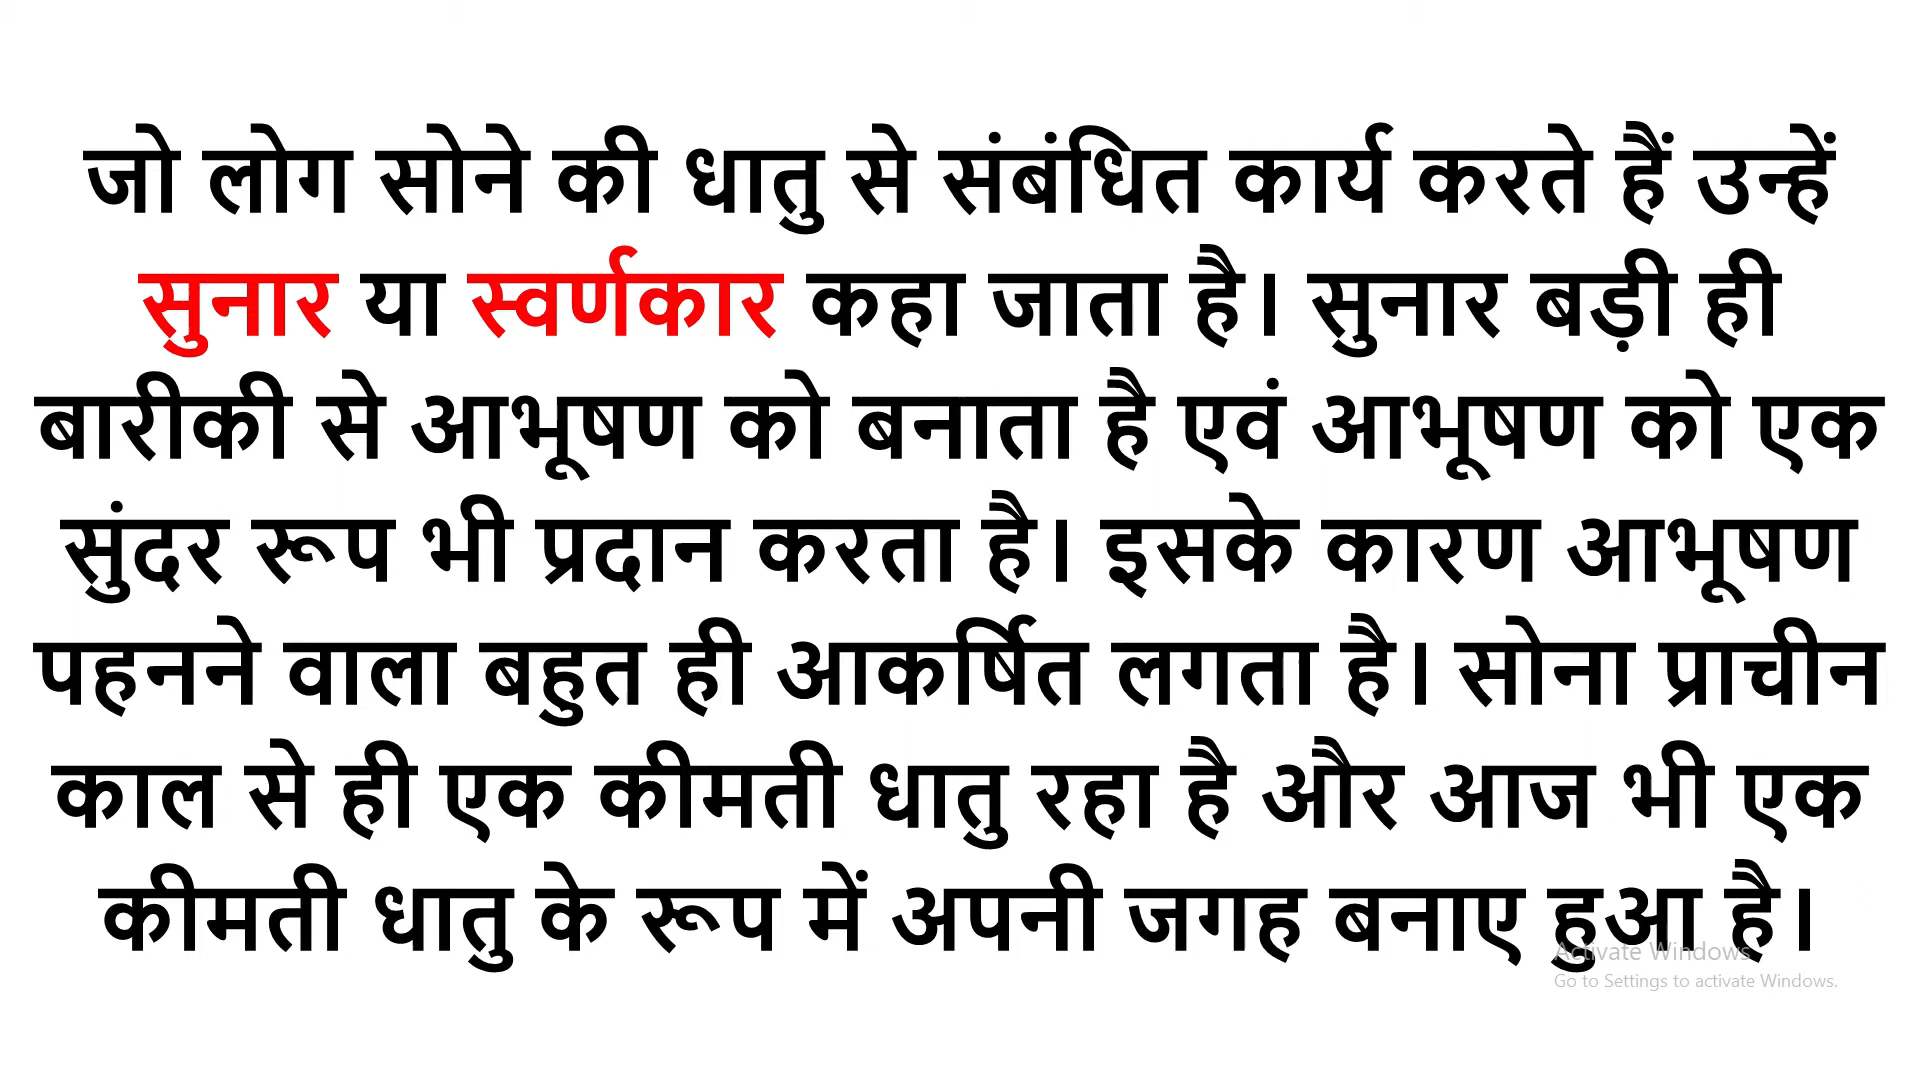 जो लोग सोने की धातु से संबंधित कार्य करते हैं उन्हें
सुनार या स्वर्णकार कहा जाता है। सुनार बड़ी ही
बारीकी से आभूषण को बनाता है एवं आभूषण को एक
सुंदर रूप भी प्रदान करता है। इसके कारण आभूषण
पहनने वाला बहुत ही आकर्षित लगता है। सोना प्राचीन
काल से ही एक कीमती धातु रहा है और आज भी एक
कीमती धातु के रूप में अपनी जगह बनाए हुआ है।
Activate Windows
Go to Settings to activate Windows.